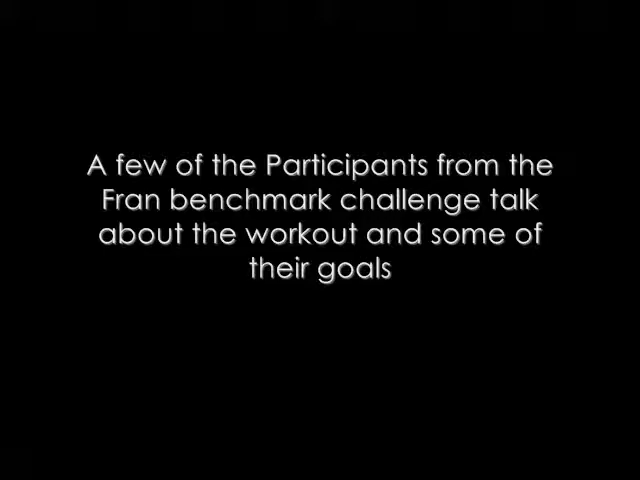 A few of the Participants from the
Fran benchmark challenge talk
about the workout and some of
their goals